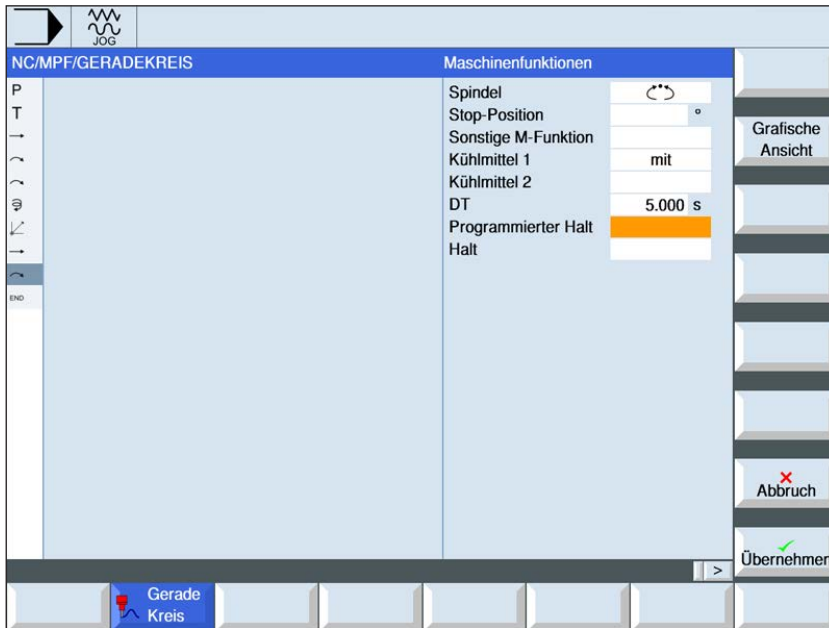 JOG
NC/MPF/GERADEKREIS
Maschinenfunktionen
P
T
END
Spindel
Stop-Position °
Sonstige M-Funktion
Kühlmittel 1 mit
Kühlmittel 2
DT 5.000 s
Programmierter Halt
Halt
Grafische
Ansicht
Abbruch
Übernehmen
>
Gerade
Kreis